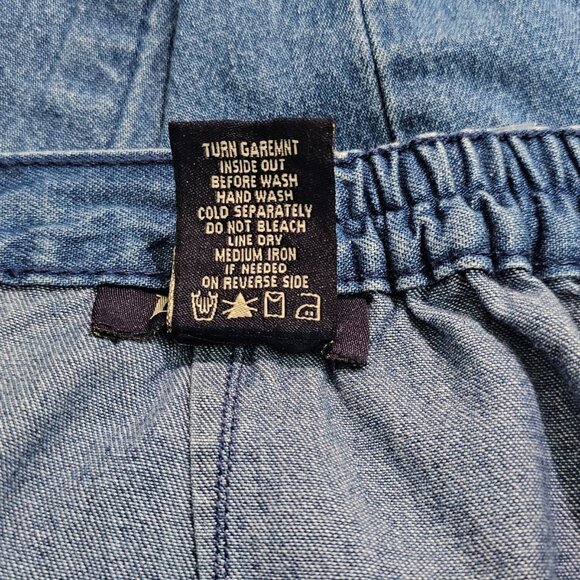 TURN GAREMNT
INSIDE OUT
BEFORE WASH
HAND WASH
COLD SEPARATELY
DO NOT BLEACH
LINE DRY
MEDIUM IRON
IF NEEDED
ON REVERSE SIDE